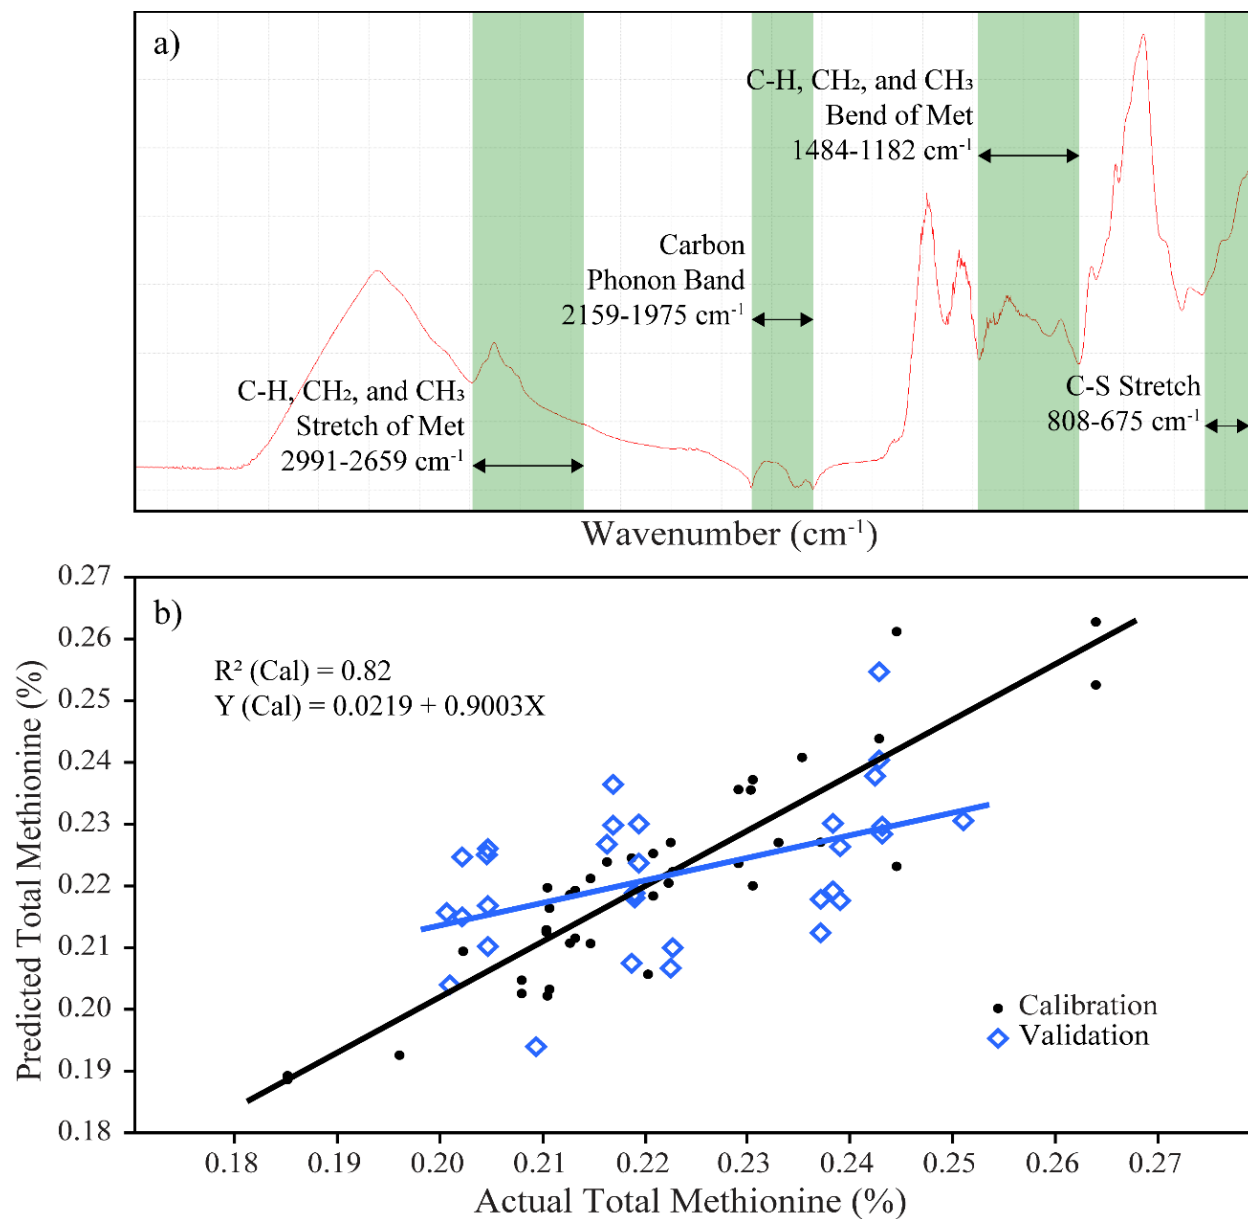 a)
C-H, CH₂, and CH₃
Bend of Met
1484-1182 cm⁻¹
Carbon
Phonon Band
2159-1975 cm⁻¹
C-H, CH₂, and CH₃
Stretch of Met
2991-2659 cm⁻¹
C-S Stretch
808-675 cm⁻¹
Wavenumber (cm⁻¹)
b)
R² (Cal) = 0.82
Y (Cal) = 0.0219 + 0.9003X
Predicted Total Methionine (%)
0.27
0.26
0.25
0.24
0.23
0.22
0.21
0.20
0.19
0.18
Calibration
Validation
0.18 0.19 0.20 0.21 0.22 0.23 0.24 0.25 0.26 0.27
Actual Total Methionine (%)